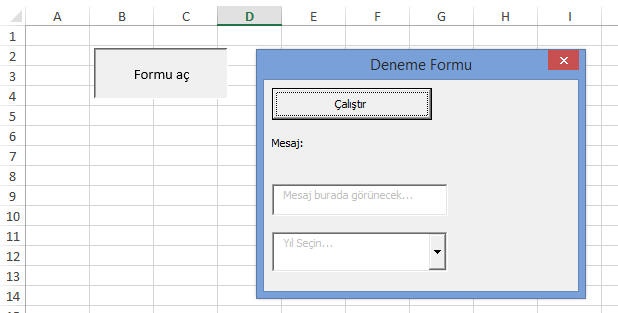 A B C D E F G H I
1
2
3
4
5
6
7
8
9
10
11
12
13
14
Formu aç
Deneme Formu
Çalıştır
Mesaj:
Mesaj burada görünecek...
Yıl Seçin...